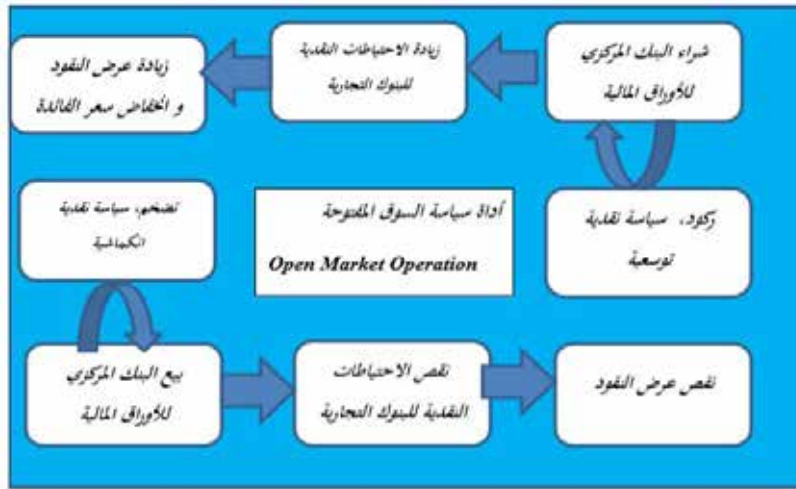 شراء البنك المركزي
للأوراق المالية
زيادة الاحتياطات النقدية
للبنوك التجارية
زيادة عرض النقود
و انخفاض سعر الفائدة
ركود، سياسة نقدية
توسعية
أداة سياسة السوق المفتوحة
Open Market Operation
تضخم، سياسة نقدية
انكماشية
بيع البنك المركزي
للأوراق المالية
نقص الاحتياطات
النقدية للبنوك التجارية
نقص عرض النقود